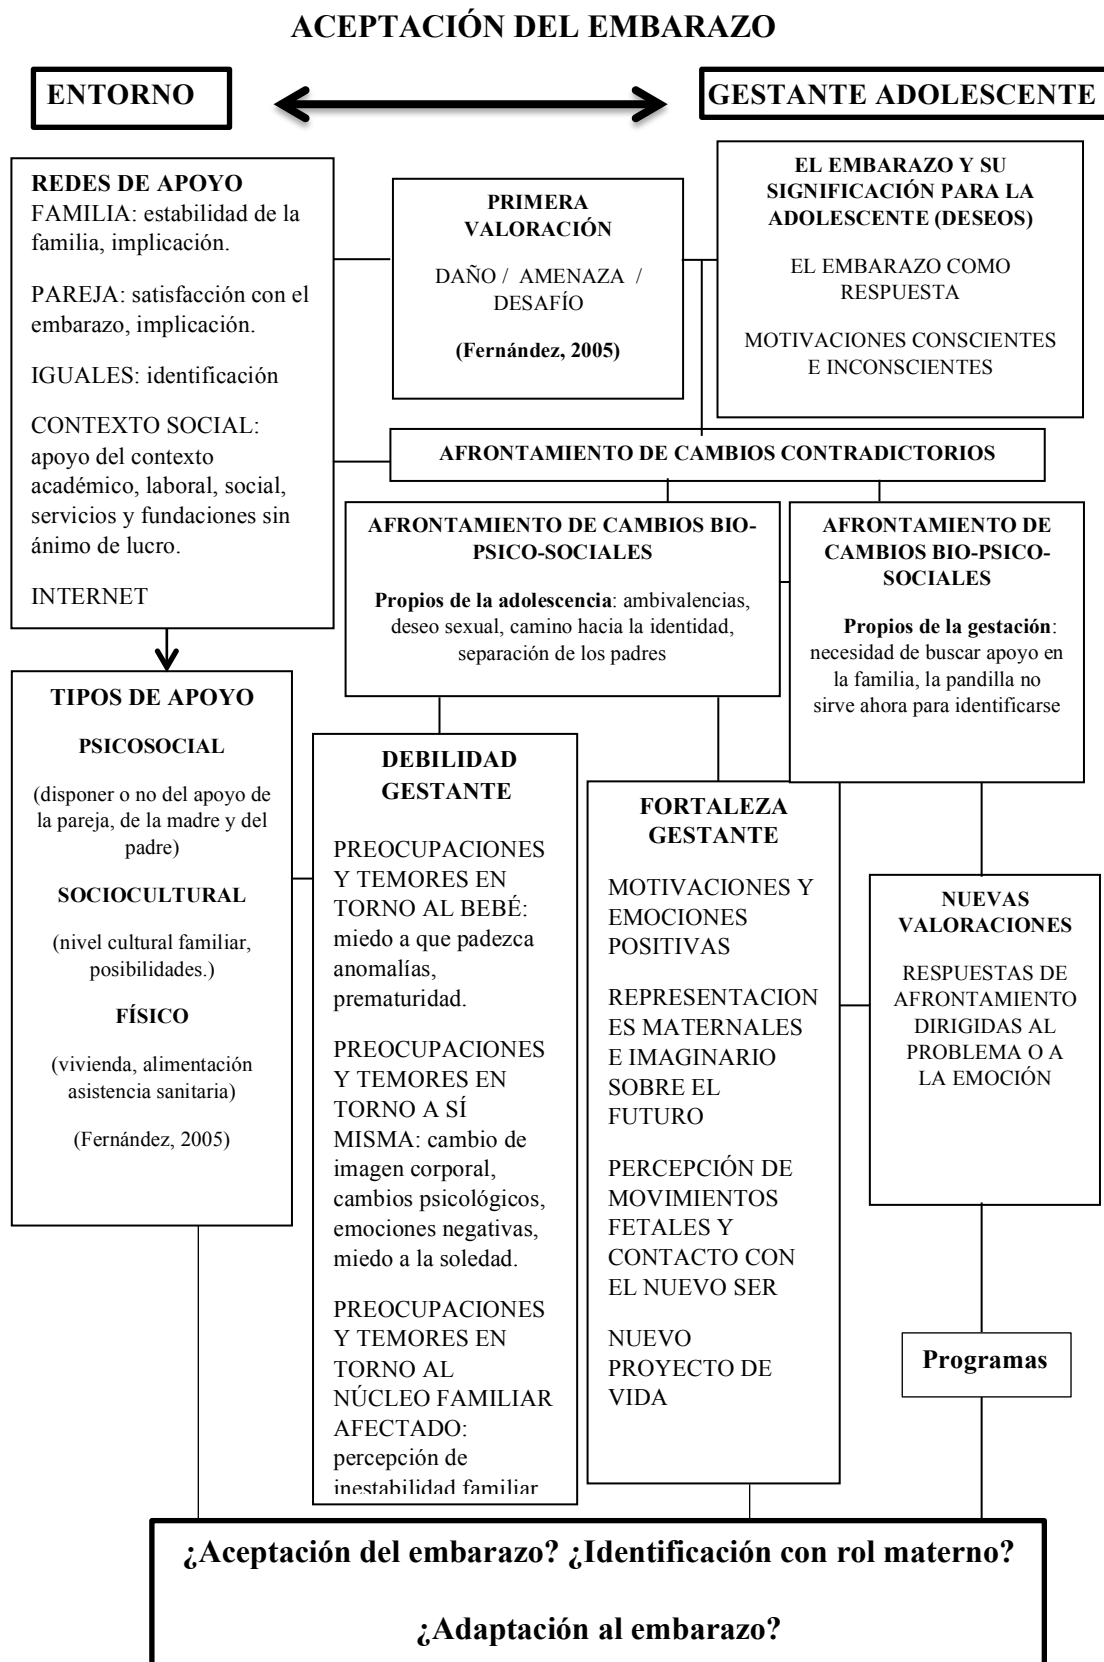 ACEPTACIÓN DEL EMBARAZO
ENTORNO
GESTANTE ADOLESCENTE
REDES DE APOYO
FAMILIA: estabilidad de la
familia, implicación.
PAREJA: satisfacción con el
embarazo, implicación.
IGUALES: identificación
CONTEXTO SOCIAL:
apoyo del contexto
académico, laboral, social,
servicios y fundaciones sin
ánimo de lucro.
INTERNET
PRIMERA
VALORACIÓN
DAÑO / AMENAZA /
DESAFÍO
(Fernández, 2005)
EL EMBARAZO Y SU
SIGNIFICACIÓN PARA LA
ADOLESCENTE (DESEOS)
EL EMBARAZO COMO
RESPUESTA
MOTIVACIONES CONSCIENTES
E INCONSCIENTES
AFRONTAMIENTO DE CAMBIOS CONTRADICTORIOS
AFRONTAMIENTO DE CAMBIOS BIO-
PSICO-SOCIALES
Propios de la adolescencia: ambivalencias,
deseo sexual, camino hacia la identidad,
separación de los padres
AFRONTAMIENTO DE
CAMBIOS BIO-PSICO-
SOCIALES
Propios de la gestación:
necesidad de buscar apoyo en
la familia, la pandilla no
sirve ahora para identificarse
TIPOS DE APOYO
PSICOSOCIAL
(disponer o no del apoyo de
la pareja, de la madre y del
padre)
SOCIOCULTURAL
(nivel cultural familiar,
posibilidades.)
FÍSICO
(vivienda, alimentación
asistencia sanitaria)
(Fernández, 2005)
DEBILIDAD
GESTANTE
PREOCUPACIONES
Y TEMORES EN
TORNO AL BEBÉ:
miedo a que padezca
anomalías,
prematuridad.
PREOCUPACIONES
Y TEMORES EN
TORNO A SÍ
MISMA: cambio de
imagen corporal,
cambios psicológicos,
emociones negativas,
miedo a la soledad.
PREOCUPACIONES
Y TEMORES EN
TORNO AL
NÚCLEO FAMILIAR
AFECTADO:
percepción de
inestabilidad familiar
FORTALEZA
GESTANTE
MOTIVACIONES Y
EMOCIONES
POSITIVAS
REPRESENTACION
ES MATERNALES
E IMAGINARIO
SOBRE EL
FUTURO
PERCEPCIÓN DE
MOVIMIENTOS
FETALES Y
CONTACTO CON
EL NUEVO SER
NUEVO
PROYECTO DE
VIDA
NUEVAS
VALORACIONES
RESPUESTAS DE
AFRONTAMIENTO
DIRIGIDAS AL
PROBLEMA O A
LA EMOCIÓN
Programas
¿Aceptación del embarazo? ¿Identificación con rol materno?
¿Adaptación al embarazo?